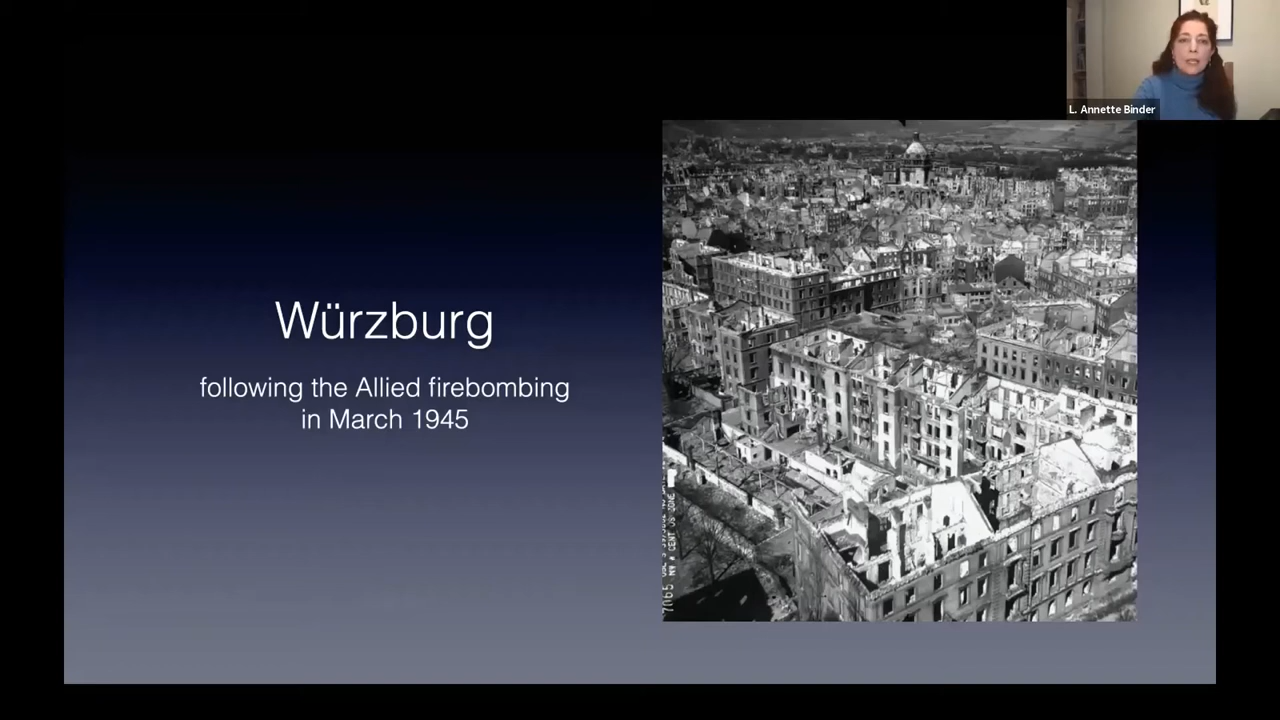 L. Annette Binder
Würzburg
following the Allied firebombing
in March 1945